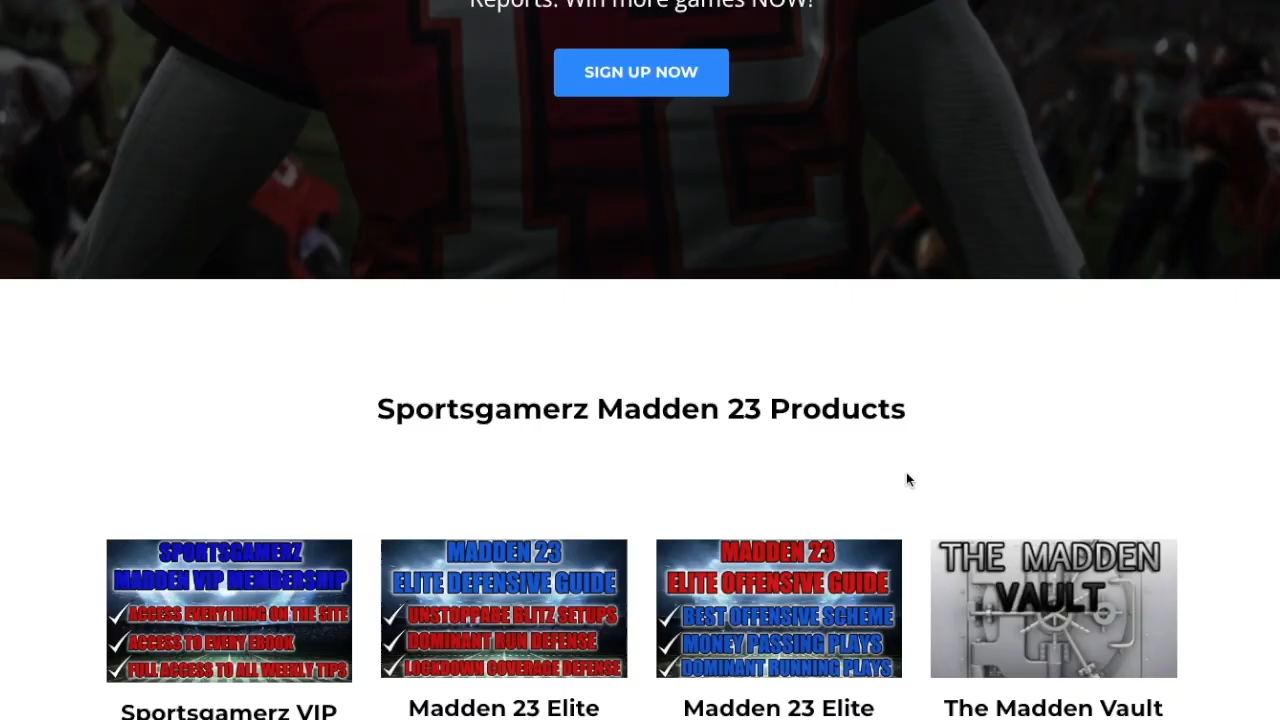 Reports. Win more games NOW!
SIGN UP NOW
Sportsgamerz Madden 23 Products
SPORTSGAMERZ
MADDEN VIP MEMBERSHIP
ACCESS EVERYTHING ON THE SITE
ACCESS TO EVERY EBOOK
FULL ACCESS TO ALL WEEKLY TIPS
MADDEN 23
ELITE DEFENSIVE GUIDE
UNSTOPPABE BLITZ SETUPS
DOMINANT RUN DEFENSE
LOCKDOWN COVERAGE DEFENSE
MADDEN 23
ELITE OFFENSIVE GUIDE
BEST OFFENSIVE SCHEME
MONEY PASSING PLAYS
DOMINANT RUNNING PLAYS
THE MADDEN
VAULT
Sportsgamerz VIP
Madden 23 Elite
Madden 23 Elite
The Madden Vault